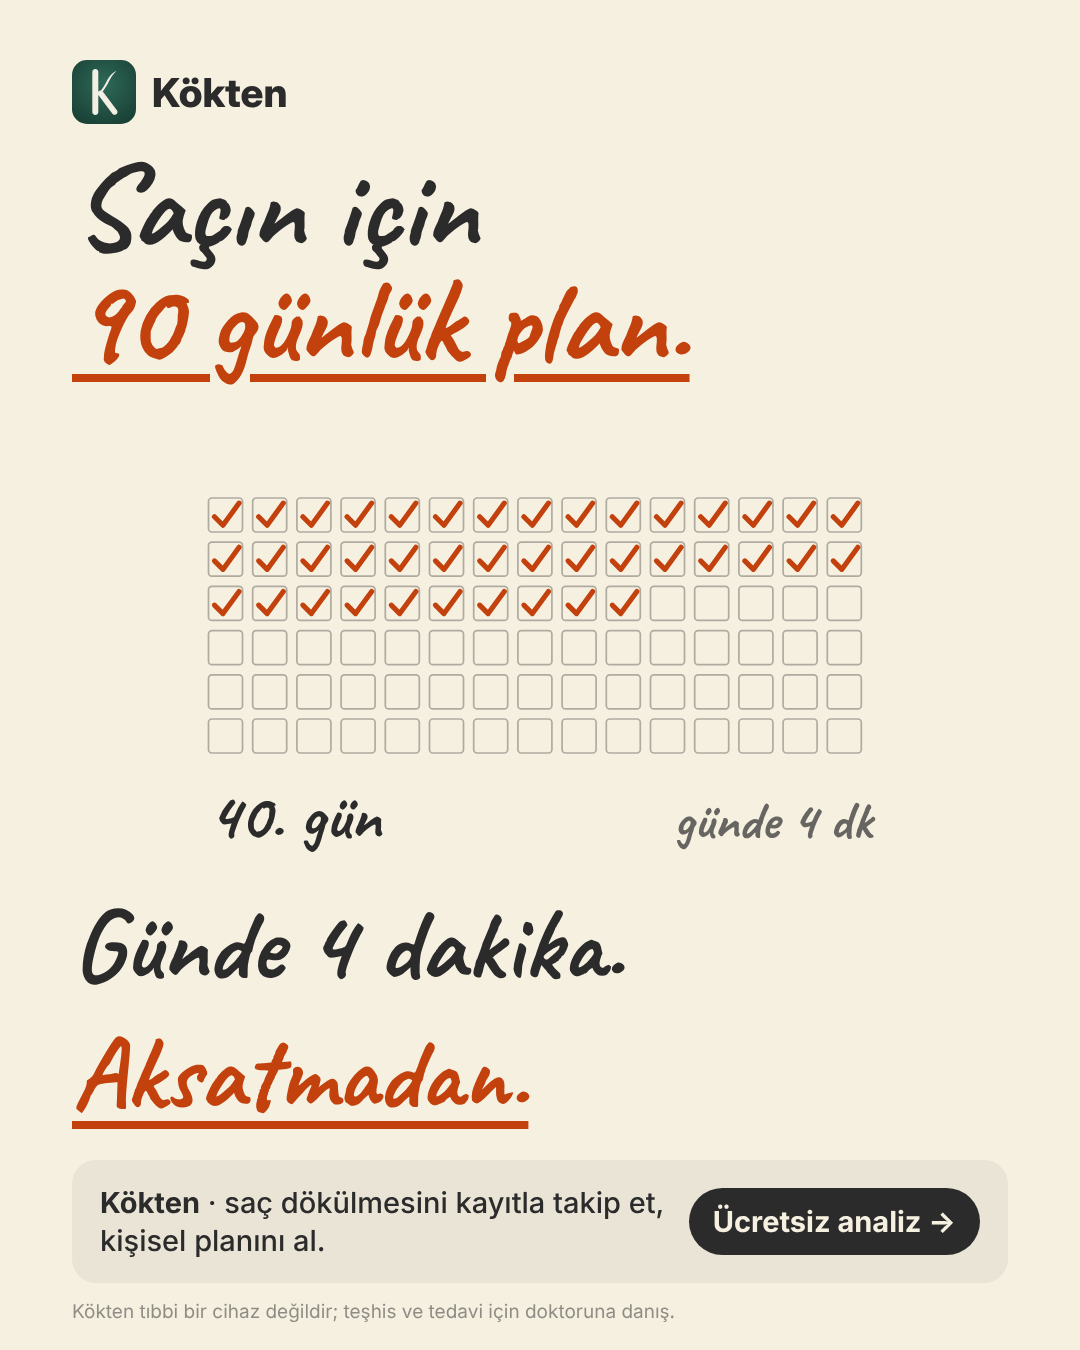 Kökten
Saçın için
90 günlük plan.
40. gün
günde 4 dk
Günde 4 dakika.
Aksatmadan.
Kökten · saç dökülmesini kayıtla takip et,
kişisel planını al.
Ücretsiz analiz →
Kökten tıbbi bir cihaz değildir; teşhis ve tedavi için doktoruna danış.